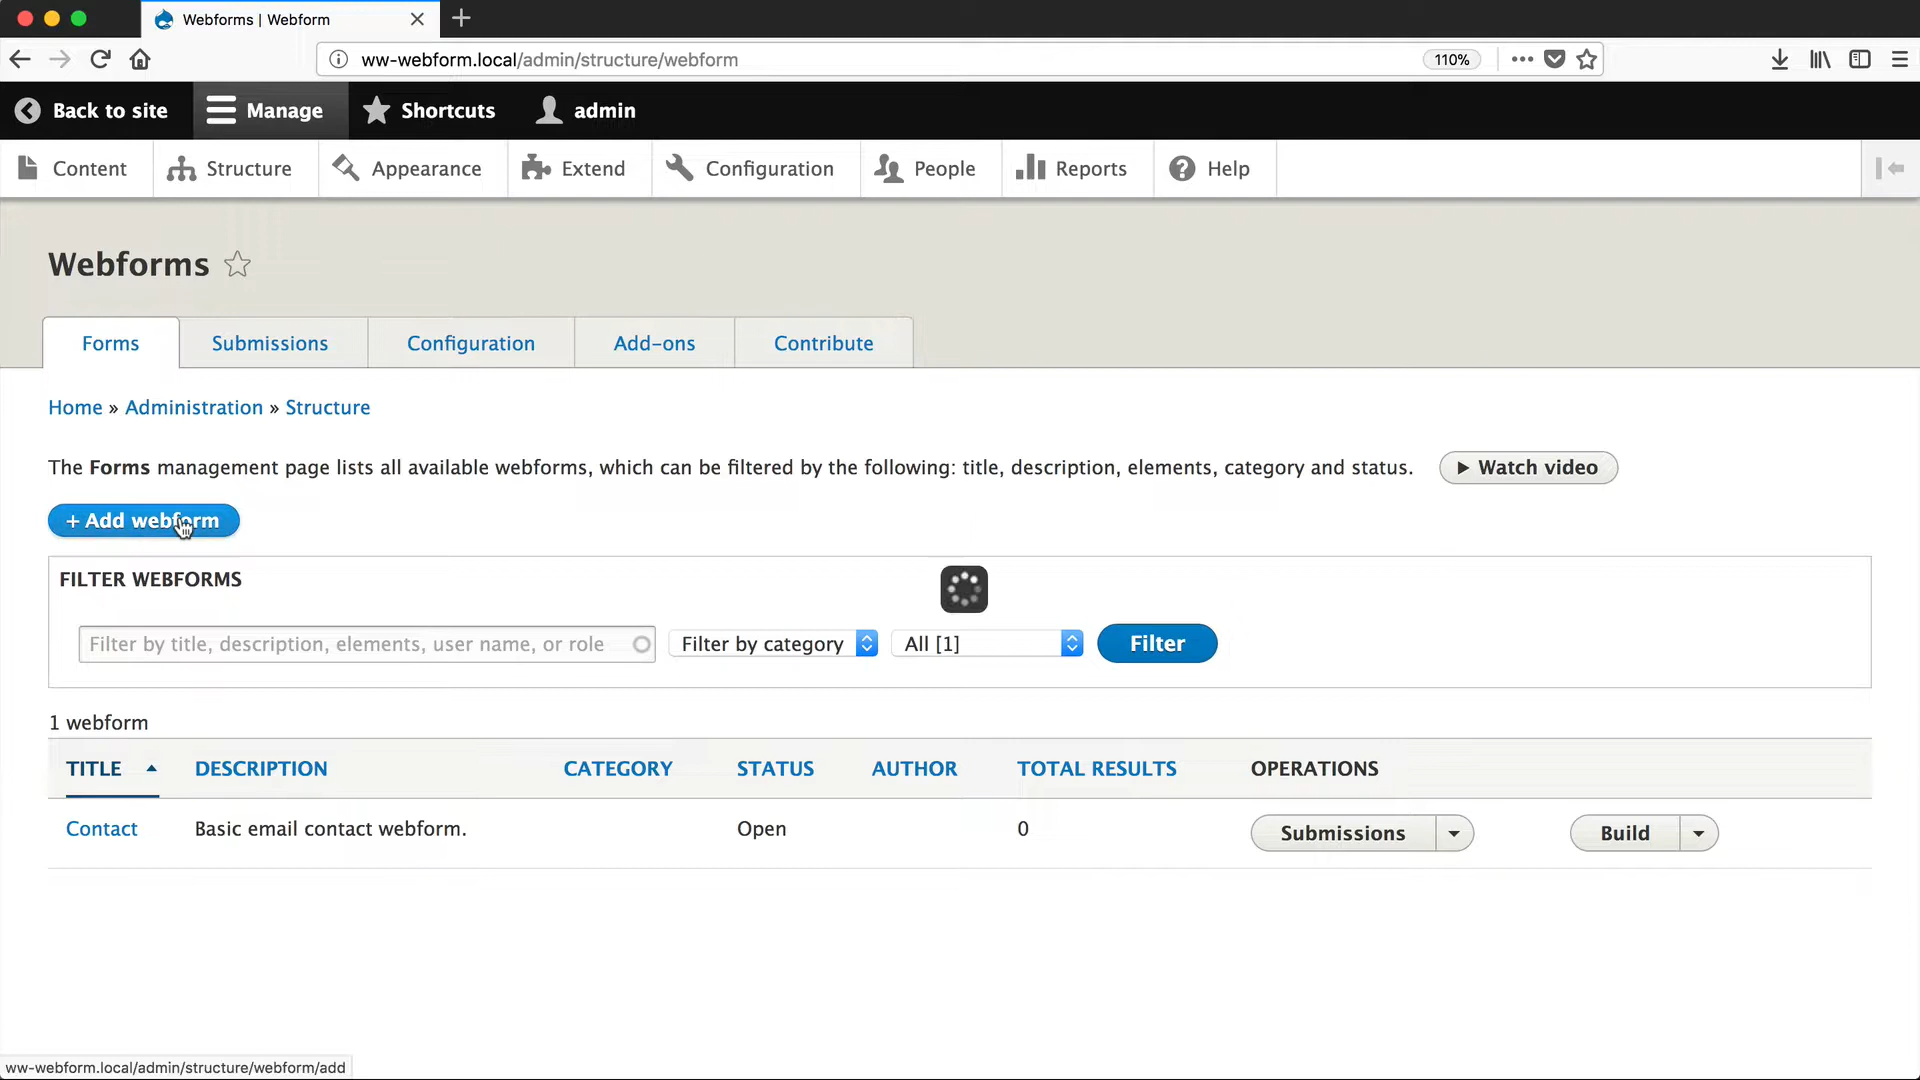 Webforms | Webform
ww-webform.local/admin/structure/webform
110%
Back to site
Manage
Shortcuts
admin
Content
Structure
Appearance
Extend
Configuration
People
Reports
Help
Webforms
Forms
Submissions
Configuration
Add-ons
Contribute
Home » Administration » Structure
The Forms management page lists all available webforms, which can be filtered by the following: title, description, elements, category and status.
Watch video
+ Add webform
FILTER WEBFORMS
Filter by title, description, elements, user name, or role
Filter by category
All [1]
Filter
1 webform
TITLE DESCRIPTION CATEGORY STATUS AUTHOR TOTAL RESULTS OPERATIONS
Contact Basic email contact webform. Open 0 Submissions Build
ww-webform.local/admin/structure/webform/add